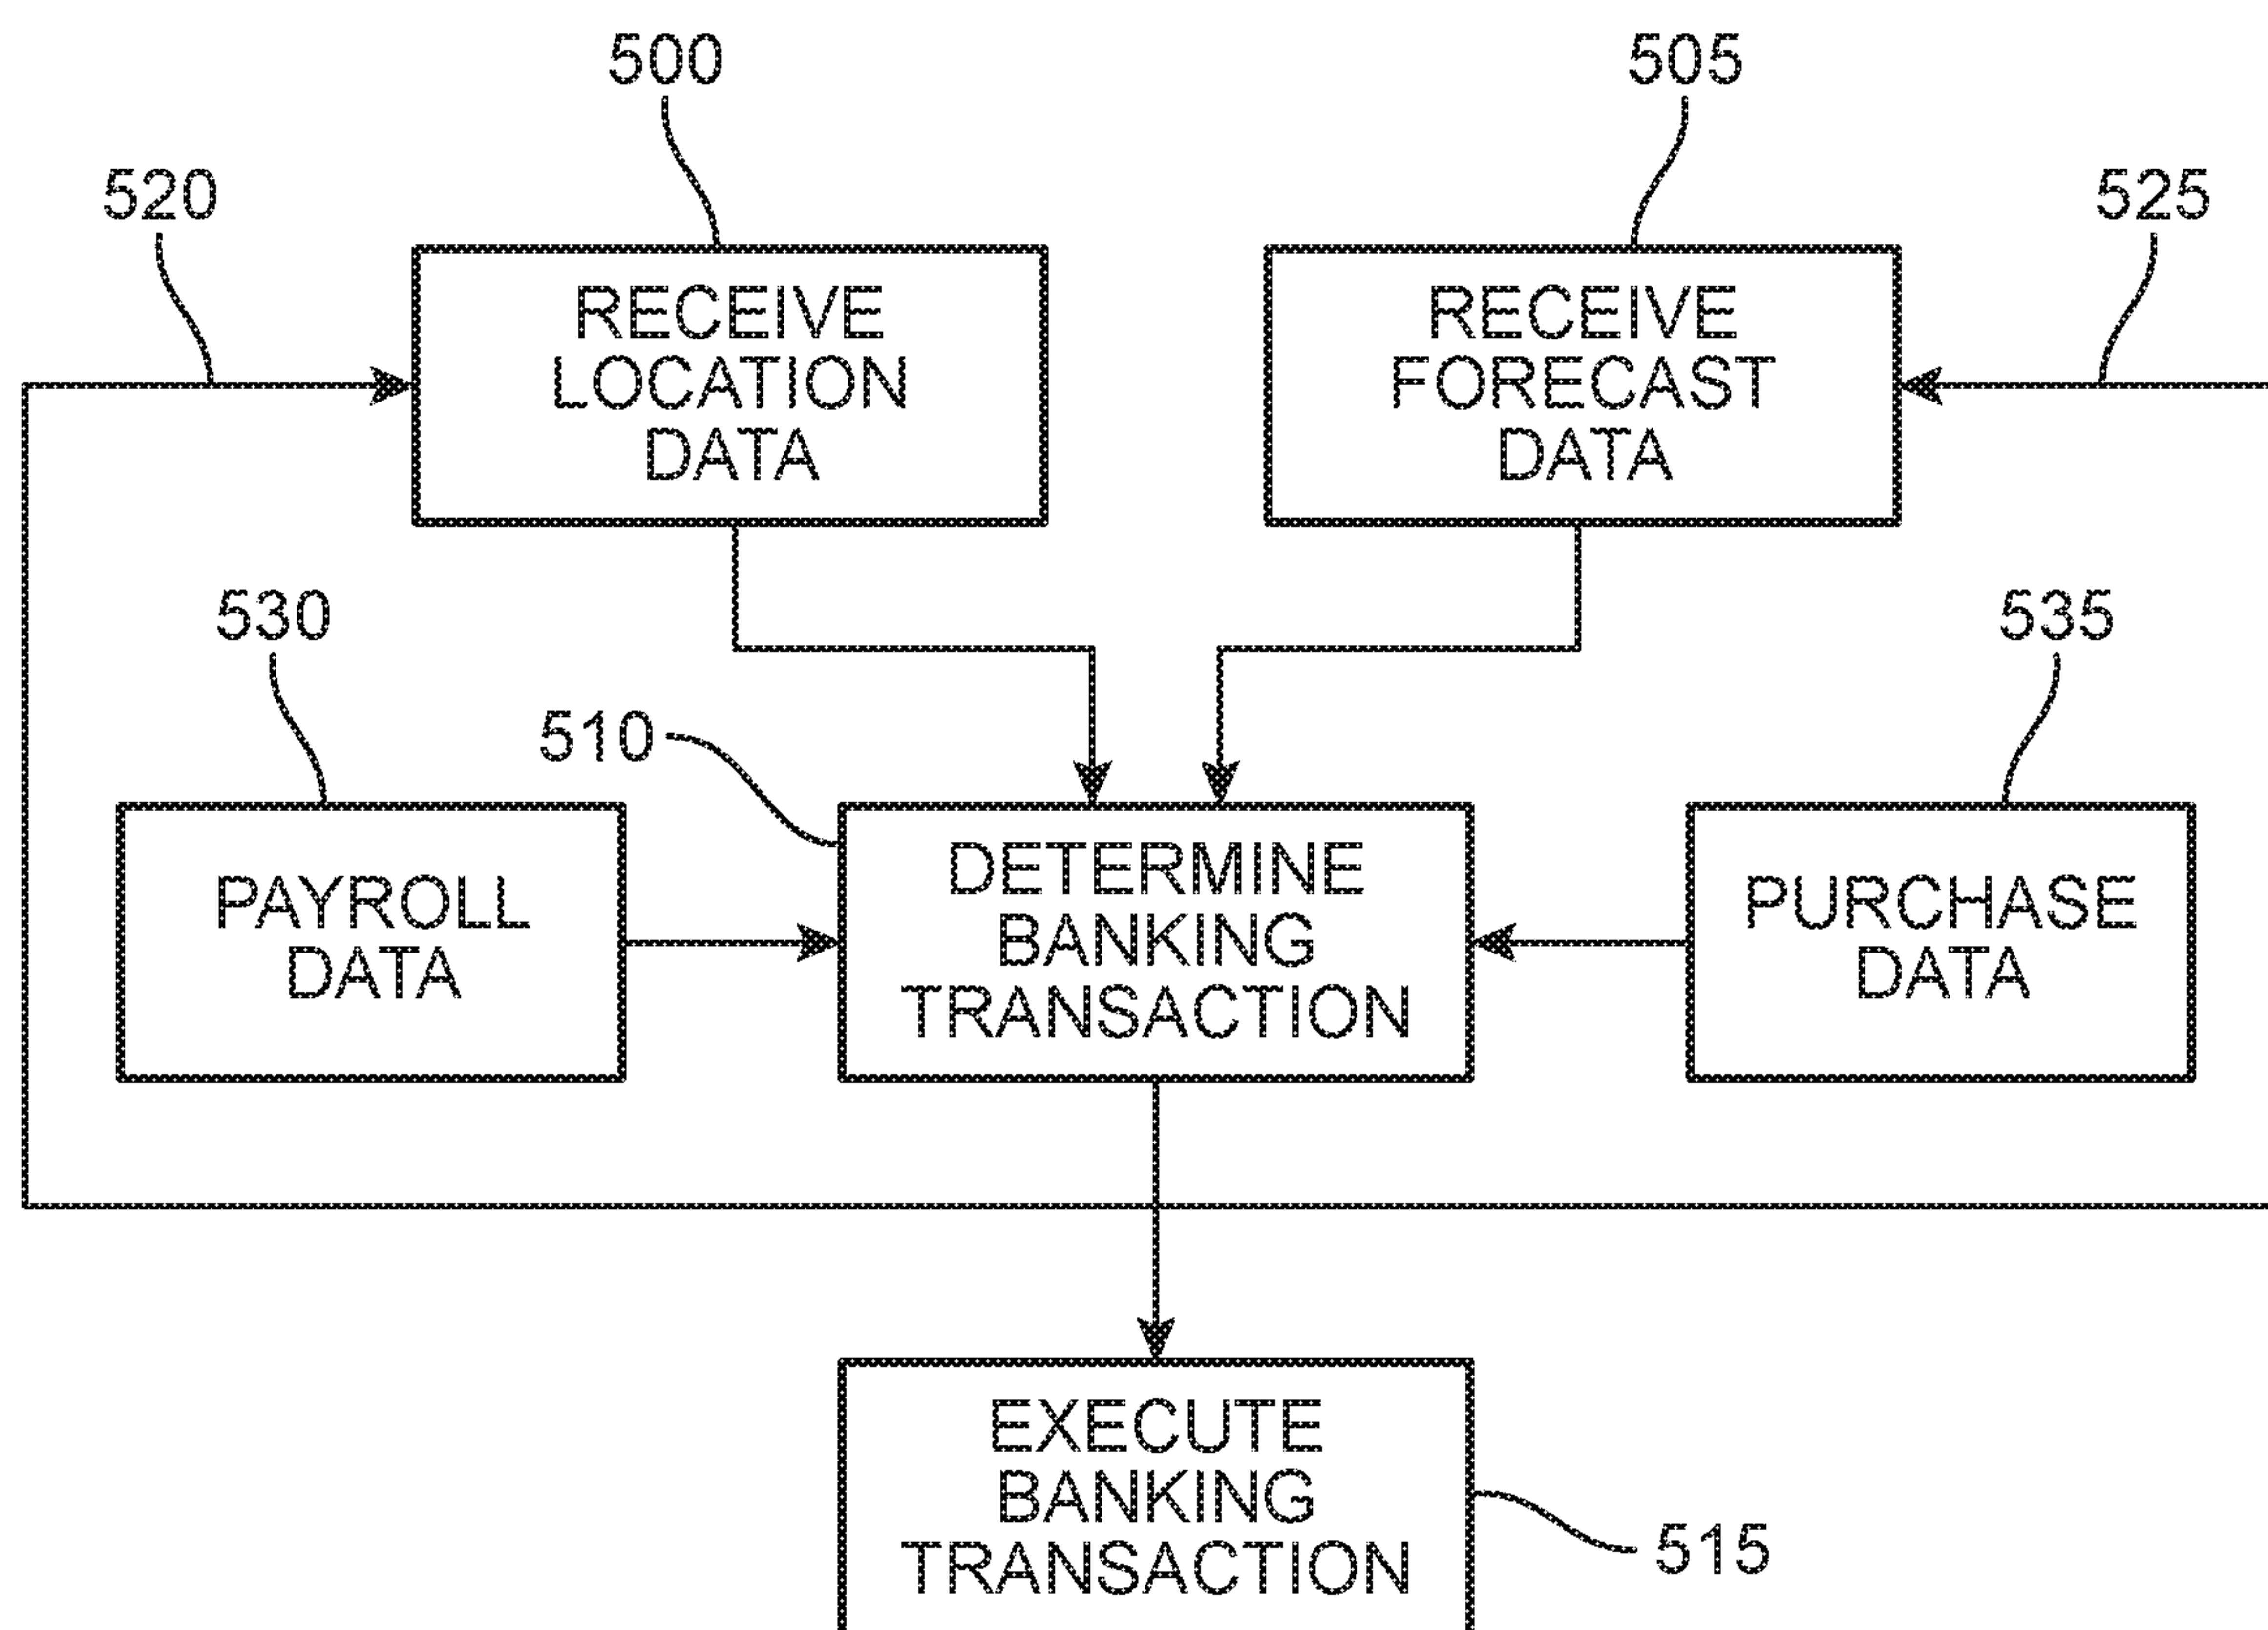 500
505
520
525
RECEIVE
LOCATION
DATA
RECEIVE
FORECAST
DATA
530
535
510
PAYROLL
DATA
DETERMINE
BANKING
TRANSACTION
PURCHASE
DATA
EXECUTE
BANKING
TRANSACTION
515